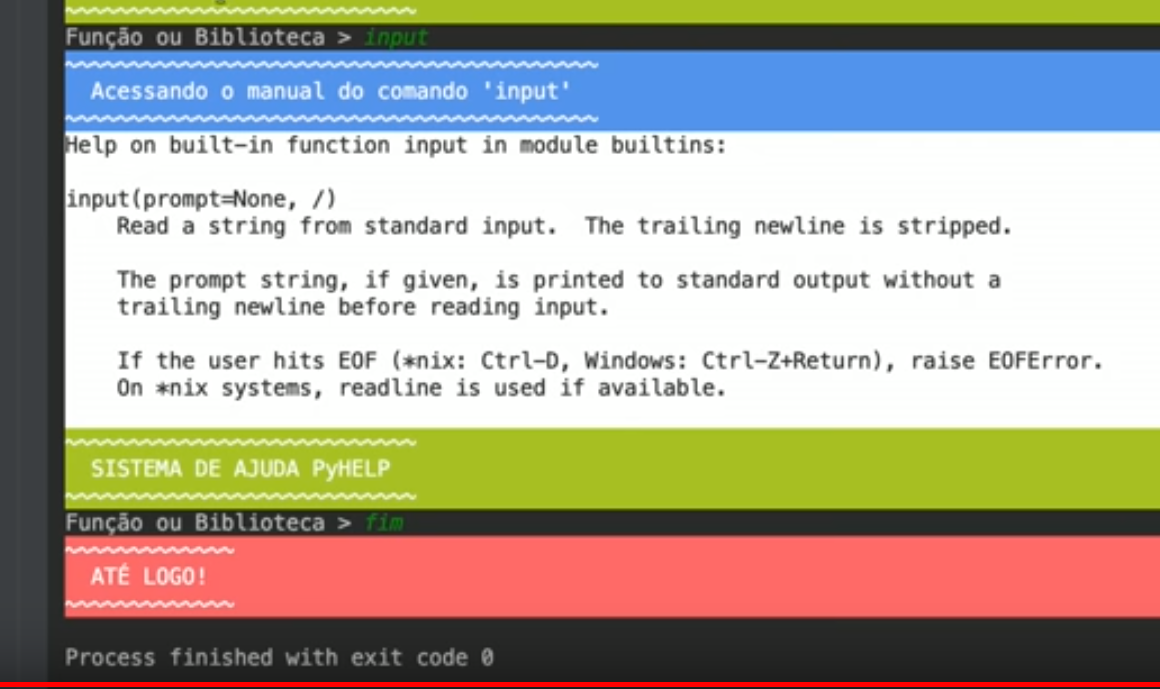 ~~~~~~~~~~~~~~~~~~~~~~~~~~~
Função ou Biblioteca > input
~~~~~~~~~~~~~~~~~~~~~~~~~~~~~~~~~~~~~~~~~
Acessando o manual do comando 'input'
~~~~~~~~~~~~~~~~~~~~~~~~~~~~~~~~~~~~~~~~~
Help on built-in function input in module builtins:
input(prompt=None, /)
Read a string from standard input.  The trailing newline is stripped.
The prompt string, if given, is printed to standard output without a
trailing newline before reading input.
If the user hits EOF (*nix: Ctrl-D, Windows: Ctrl-Z+Return), raise EOFError.
On *nix systems, readline is used if available.
~~~~~~~~~~~~~~~~~~~~~~~~~~~
SISTEMA DE AJUDA PyHELP
~~~~~~~~~~~~~~~~~~~~~~~~~~~
Função ou Biblioteca > fim
~~~~~~~~~~~~~
ATÉ LOGO!
~~~~~~~~~~~~~
Process finished with exit code 0